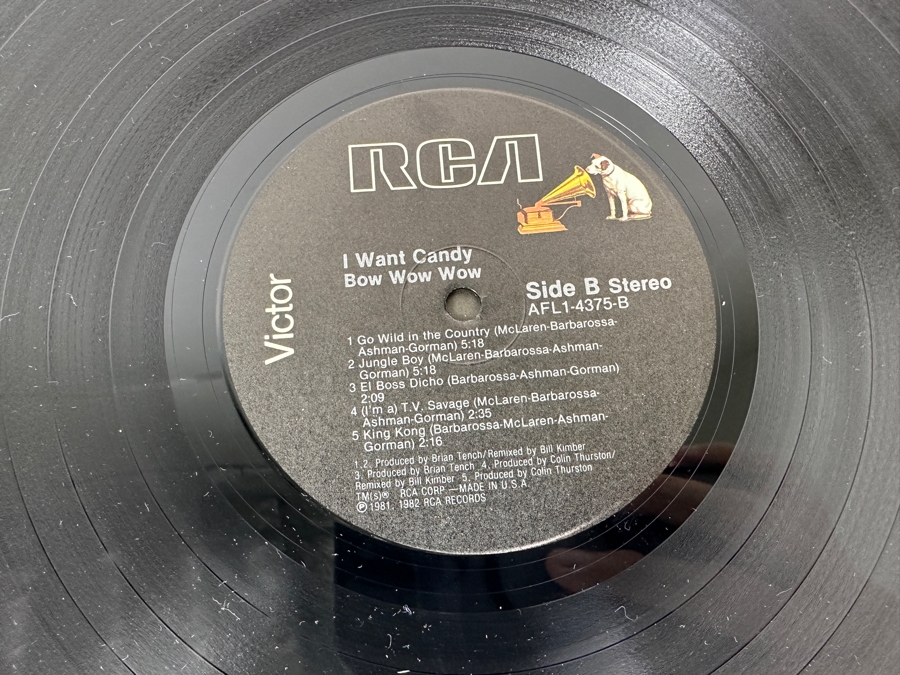 RCA
Victor
I Want Candy
Bow Wow Wow
Side B Stereo
AFL1-4375-B
1 Go Wild in the Country (McLaren-Barbarossa-
Ashman-Gorman) 5:18
2 Jungle Boy (McLaren-Barbarossa-Ashman-
Gorman) 5:18
3 El Boss Dicho (Barbarossa-Ashman-Gorman)
2:09
4 (I'm a) T.V. Savage (McLaren-Barbarossa-
Ashman-Gorman) 2:35
5 King Kong (Barbarossa-McLaren-Ashman-
Gorman) 2:16
1,2, Produced by Brian Tench/Remixed by Bill Kimber
3, Produced by Brian Tench 4, Produced by Colin Thurston/
Remixed by Bill Kimber 5, Produced by Colin Thurston
TM(s)® RCA CORP.—MADE IN U.S.A.
℗1981, 1982 RCA RECORDS